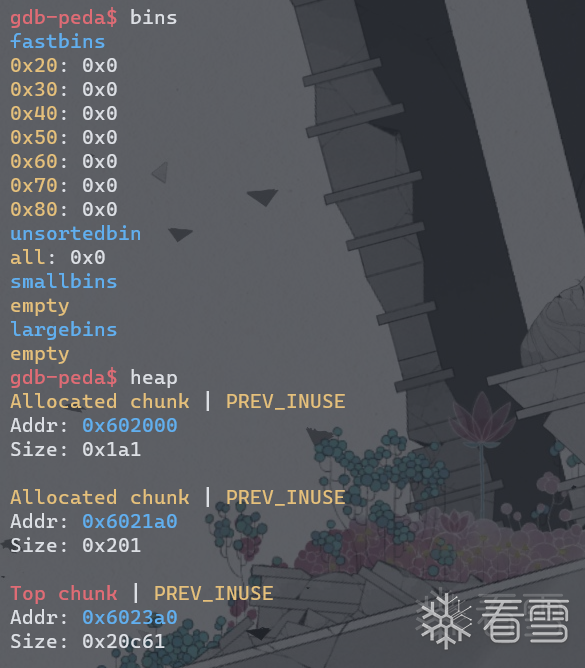 gdb-peda$ bins
fastbins
0x20: 0x0
0x30: 0x0
0x40: 0x0
0x50: 0x0
0x60: 0x0
0x70: 0x0
0x80: 0x0
unsortedbin
all: 0x0
smallbins
empty
largebins
empty
gdb-peda$ heap
Allocated chunk | PREV_INUSE
Addr: 0x602000
Size: 0x1a1
Allocated chunk | PREV_INUSE
Addr: 0x6021a0
Size: 0x201
Top chunk | PREV_INUSE
Addr: 0x6023a0
Size: 0x20c61
看雪